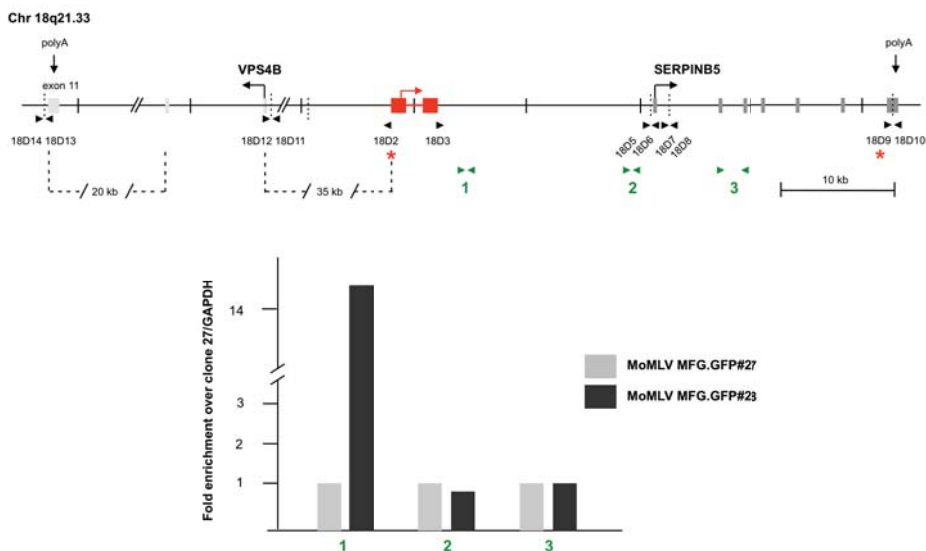 Chr 18q21.33
polyA
polyA
exon 11
VPS4B
SERPINB5
18D14 18D13
18D12 18D11
18D2
18D3
18D5
18D6
18D7
18D8
18D9 18D10
*
*
20 kb
35 kb
1
2
3
10 kb
Fold enrichment over clone 27/GAPDH
14
3
2
1
MoMLV MFG.GFP#27
MoMLV MFG.GFP#28
1
2
3